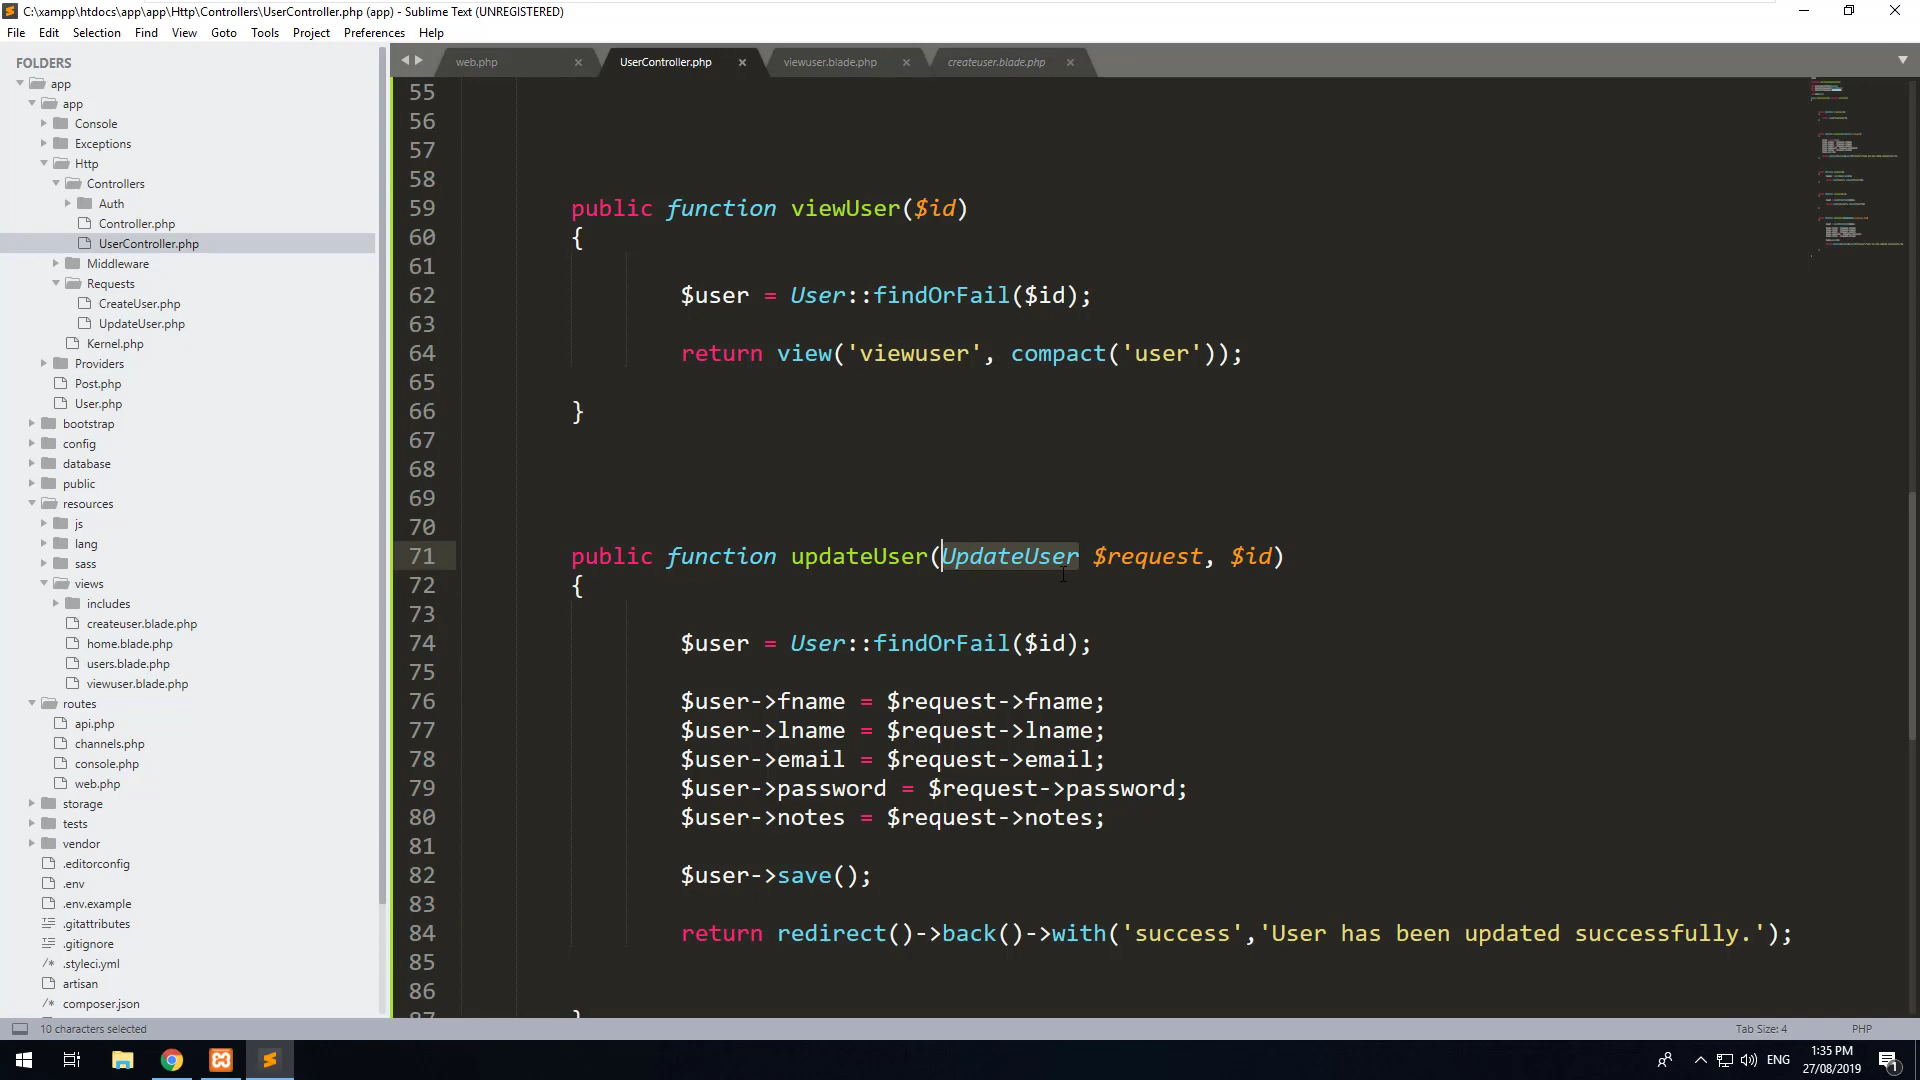 C:\xampp\htdocs\app\app\Http\Controllers\UserController.php (app) - Sublime Text (UNREGISTERED)
File Edit Selection Find View Goto Tools Project Preferences Help
FOLDERS
app
app
Console
Exceptions
Http
Controllers
Auth
Controller.php
UserController.php
Middleware
Requests
CreateUser.php
UpdateUser.php
Kernel.php
Providers
Post.php
User.php
bootstrap
config
database
public
resources
js
lang
sass
views
includes
createuser.blade.php
home.blade.php
users.blade.php
viewuser.blade.php
routes
api.php
channels.php
console.php
web.php
storage
tests
vendor
.editorconfig
.env
.env.example
.gitattributes
.gitignore
/* .styleci.yml
artisan
/* composer.json
web.php × UserController.php × viewuser.blade.php × createuser.blade.php ×
55
56
57
58
59 public function viewUser($id)
60 {
61
62 $user = User::findOrFail($id);
63
64 return view('viewuser', compact('user'));
65
66 }
67
68
69
70
71 public function updateUser(UpdateUser $request, $id)
72 {
73
74 $user = User::findOrFail($id);
75
76 $user->fname = $request->fname;
77 $user->lname = $request->lname;
78 $user->email = $request->email;
79 $user->password = $request->password;
80 $user->notes = $request->notes;
81
82 $user->save();
83
84 return redirect()->back()->with('success','User has been updated successfully.');
85
86
87 }
10 characters selected Tab Size: 4 PHP
ENG 1:35 PM
27/08/2019 1